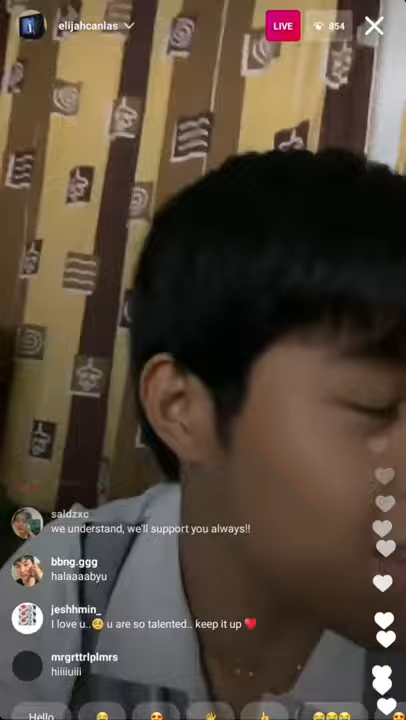 elijahcanlas
LIVE
854
saldzxc
we understand, we'll support you always!!
bbng.ggg
halaaaabyu
jeshhmin_
I love u..🥺 u are so talented.. keep it up ♥️
mrgrttrlplmrs
hiiiiuiii
Hello